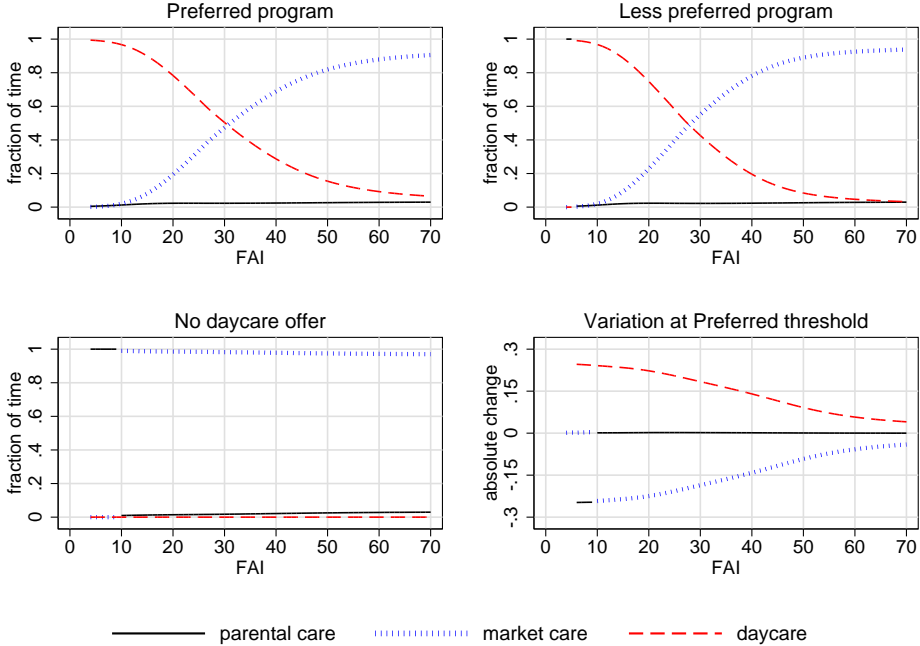 Preferred program
fraction of time
1
.8
.6
.4
.2
0
0 10 20 30 40 50 60 70
FAI
Less preferred program
fraction of time
1
.8
.6
.4
.2
0
0 10 20 30 40 50 60 70
FAI
No daycare offer
fraction of time
1
.8
.6
.4
.2
0
0 10 20 30 40 50 60 70
FAI
Variation at Preferred threshold
absolute change
.3
.15
0
-.15
-.3
0 10 20 30 40 50 60 70
FAI
parental care market care daycare